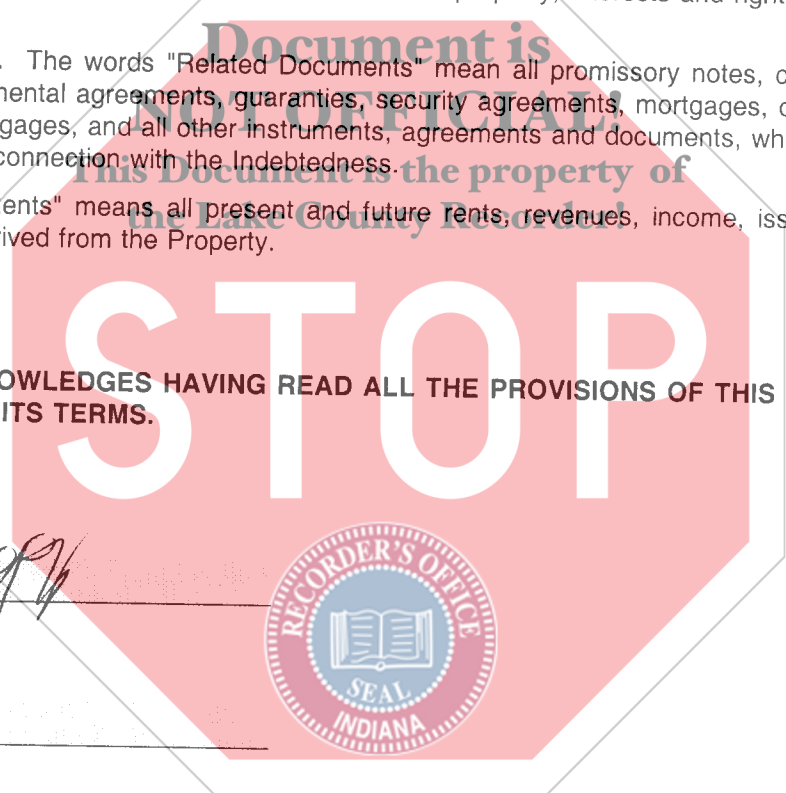 Document is
. The words "Related Documents" mean all promissory notes,
mental agreements, guaranties, security agreements, mortgages,
NOT OFFICIAL!
gages, and all other instruments, agreements and documents, wh
connection with the Indebtedness.
This Document is the property of
ents" means all present and future rents, revenues, income, iss
the Lake County Recorder!
ived from the Property.
STOP
OWLEDGES HAVING READ ALL THE PROVISIONS OF THIS
ITS TERMS.
RECORDER'S OFFICE
SEAL
INDIANA